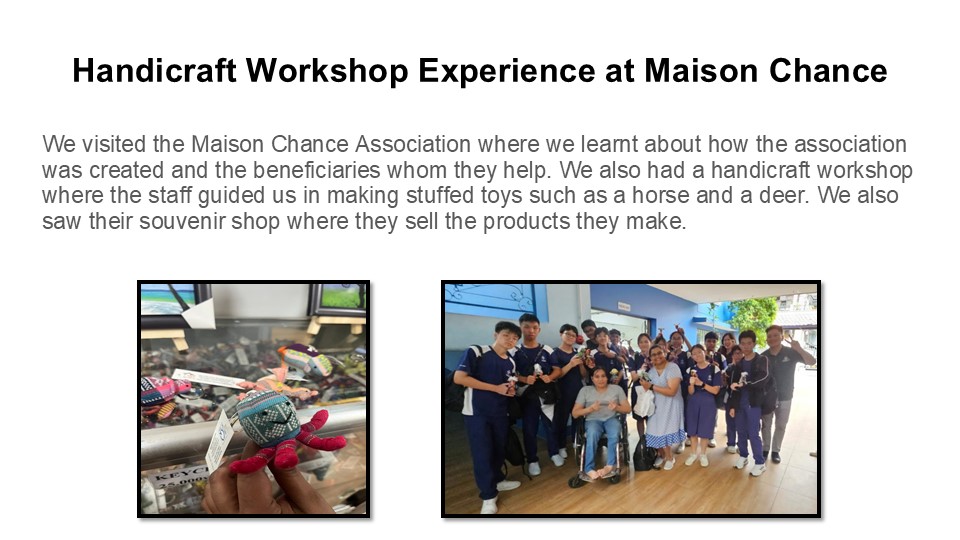 Handicraft Workshop Experience at Maison Chance
We visited the Maison Chance Association where we learnt about how the association
was created and the beneficiaries whom they help. We also had a handicraft workshop
where the staff guided us in making stuffed toys such as a horse and a deer. We also
saw their souvenir shop where they sell the products they make.
KEYC
25.000